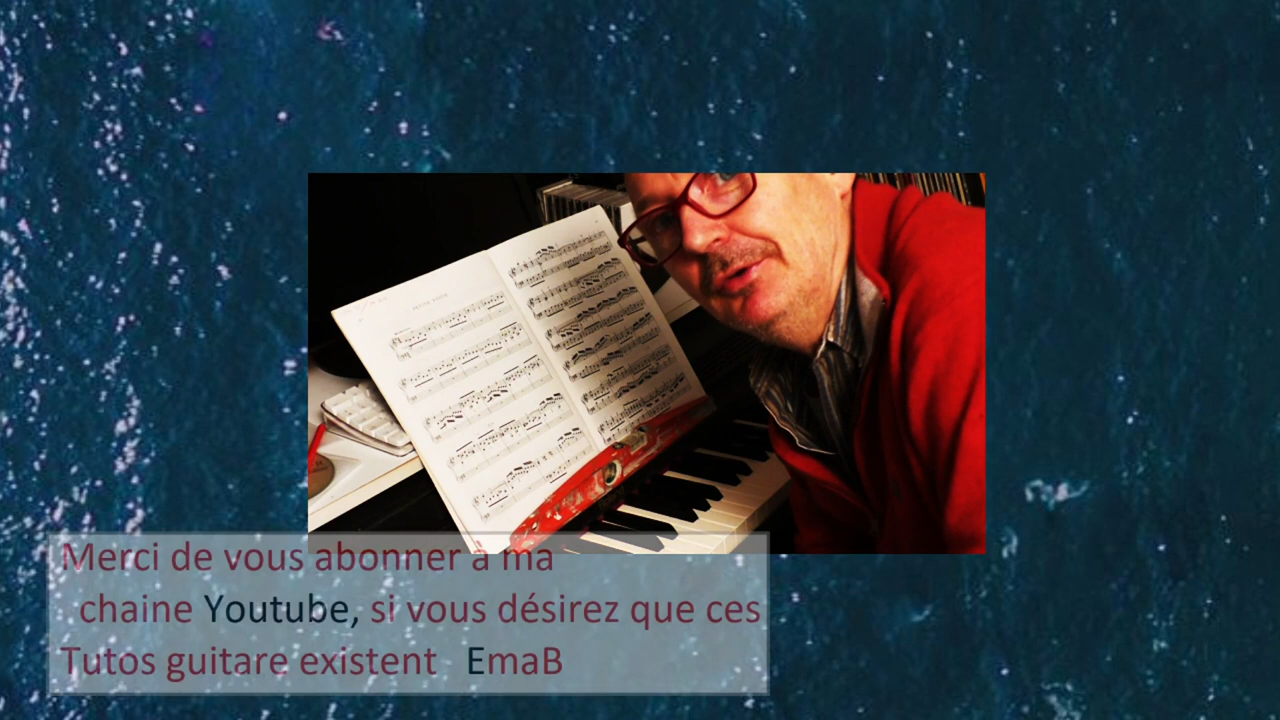 Merci de vous abonner à ma
chaine Youtube, si vous désirez que ces
Tutos guitare existent EmaB